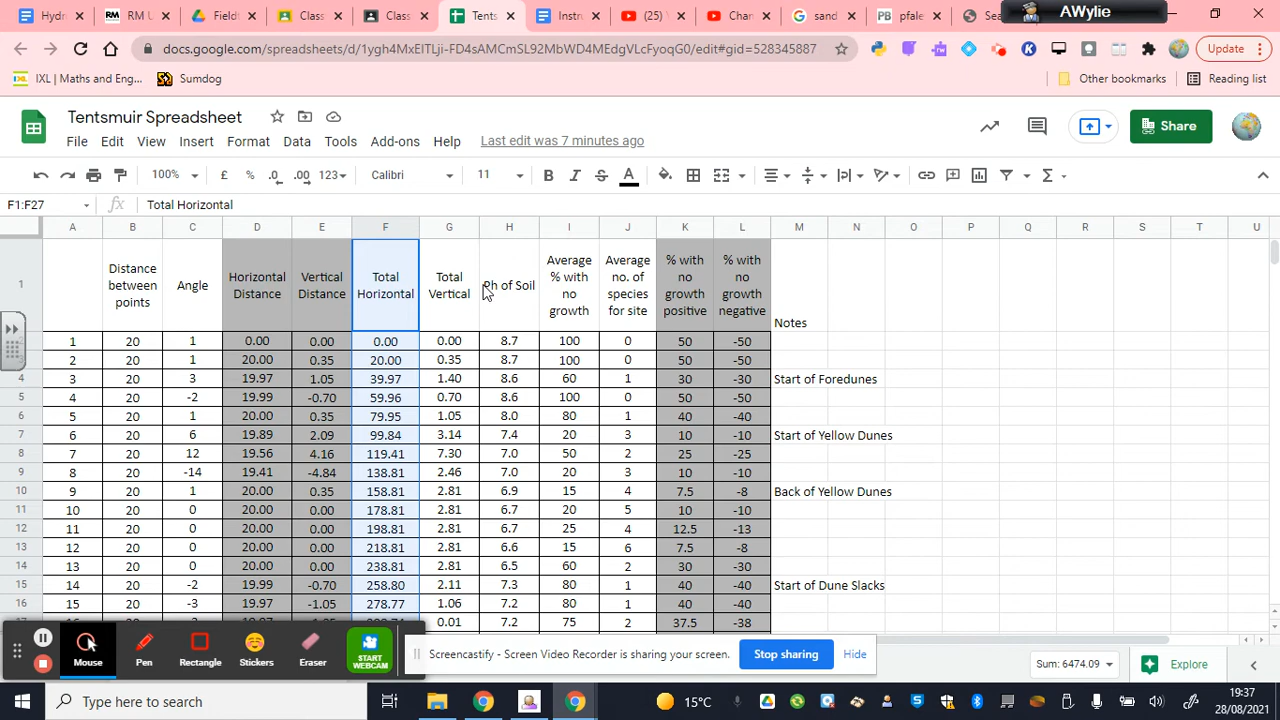 Hydr
RM U
Fields
Class
Class
Tents
Instru
(25) V
Chan
sand
pfale
Sea
AWylie
docs.google.com/spreadsheets/d/1ygh4MxEITLji-FD4sAMCmSL92MbWD4MEdgVLcFyoqG0/edit#gid=528345887
Update
IXL | Maths and Eng...
Sumdog
Other bookmarks
Reading list
Tentsmuir Spreadsheet
File Edit View Insert Format Data Tools Add-ons Help Last edit was 7 minutes ago
Share
100% £ % .0 .00 123 Calibri 11 B I S A
F1:F27 fx Total Horizontal
A B C D E F G H I J K L M N O P Q R S T U
1 Distance between points Angle Horizontal Distance Vertical Distance Total Horizontal Total Vertical Ph of Soil Average % with no growth Average no. of species for site % with no growth positive % with no growth negative Notes
1 20 1 0.00 0.00 0.00 0.00 8.7 100 0 50 -50
2 20 1 20.00 0.35 20.00 0.35 8.7 100 0 50 -50
4 3 20 3 19.97 1.05 39.97 1.40 8.6 60 1 30 -30 Start of Foredunes
5 4 20 -2 19.99 -0.70 59.96 0.70 8.6 100 0 50 -50
6 5 20 1 20.00 0.35 79.95 1.05 8.0 80 1 40 -40
7 6 20 6 19.89 2.09 99.84 3.14 7.4 20 3 10 -10 Start of Yellow Dunes
8 7 20 12 19.56 4.16 119.41 7.30 7.0 50 2 25 -25
9 8 20 -14 19.41 -4.84 138.81 2.46 7.0 20 3 10 -10
10 9 20 1 20.00 0.35 158.81 2.81 6.9 15 4 7.5 -8 Back of Yellow Dunes
11 10 20 0 20.00 0.00 178.81 2.81 6.7 20 5 10 -10
12 11 20 0 20.00 0.00 198.81 2.81 6.7 25 4 12.5 -13
13 12 20 0 20.00 0.00 218.81 2.81 6.6 15 6 7.5 -8
14 13 20 0 20.00 0.00 238.81 2.81 6.5 60 2 30 -30
15 14 20 -2 19.99 -0.70 258.80 2.11 7.3 80 1 40 -40 Start of Dune Slacks
16 15 20 -3 19.97 -1.05 278.77 1.06 7.2 80 1 40 -40
0.01 7.2 75 2 37.5 -38
Mouse Pen Rectangle Stickers Eraser START WEBCAM
Screencastify - Screen Video Recorder is sharing your screen. Stop sharing Hide
Sum: 6474.09 Explore
Type here to search
15°C
19:37
28/08/2021